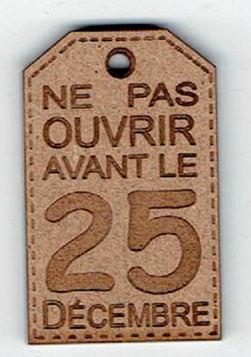 NE PAS
OUVRIR
AVANT LE
25
DÉCEMBRE